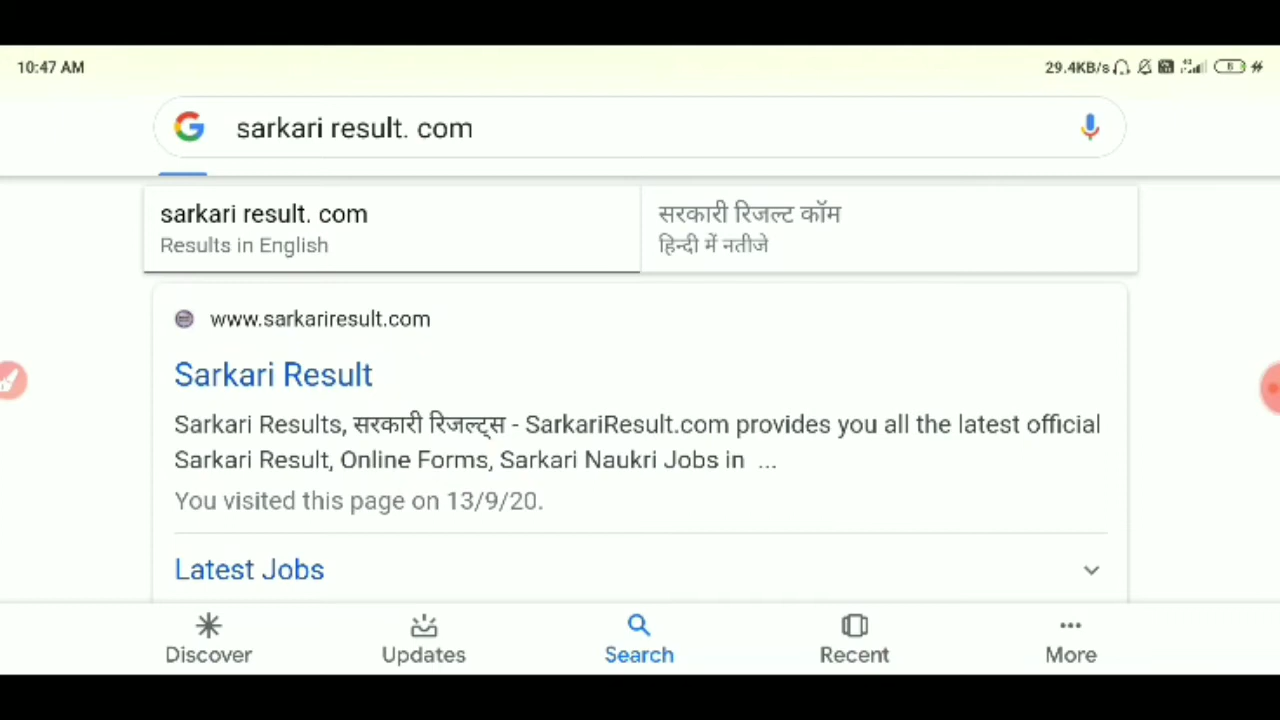 10:47 AM
29.4KB/s
sarkari result. com
sarkari result. com
Results in English
सरकारी रिजल्ट कॉम
हिन्दी में नतीजे
www.sarkariresult.com
Sarkari Result
Sarkari Results, सरकारी रिजल्ट्स - SarkariResult.com provides you all the latest official
Sarkari Result, Online Forms, Sarkari Naukri Jobs in ...
You visited this page on 13/9/20.
Latest Jobs
Discover
Updates
Search
Recent
More